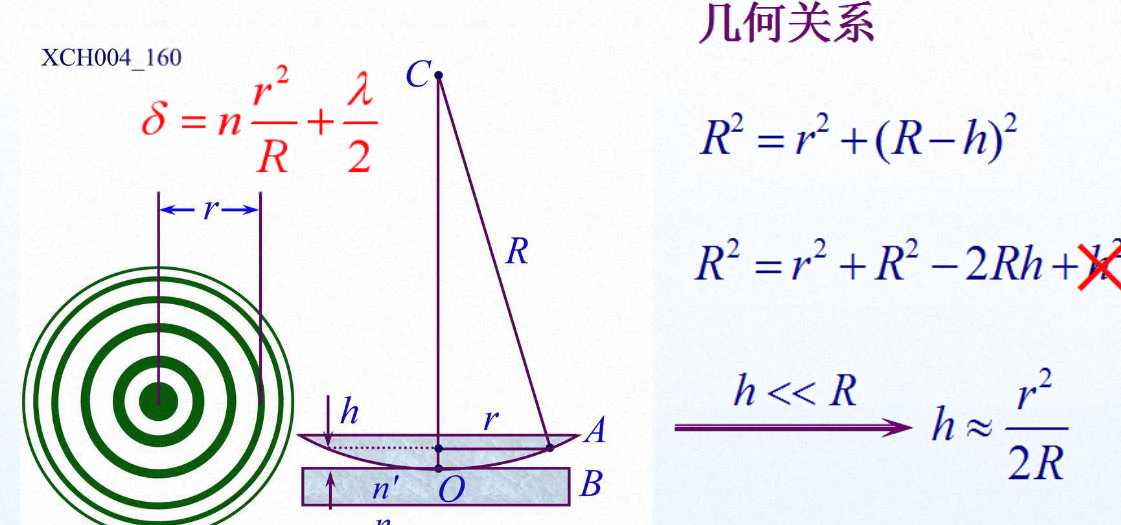 几何关系
XCH004_160
δ = n r²/R + λ/2
C
R² = r² + (R−h)²
r
R
R² = r² + R² − 2Rh + h²
h << R
h ≈ r²/2R
h
r
A
n' O B
n